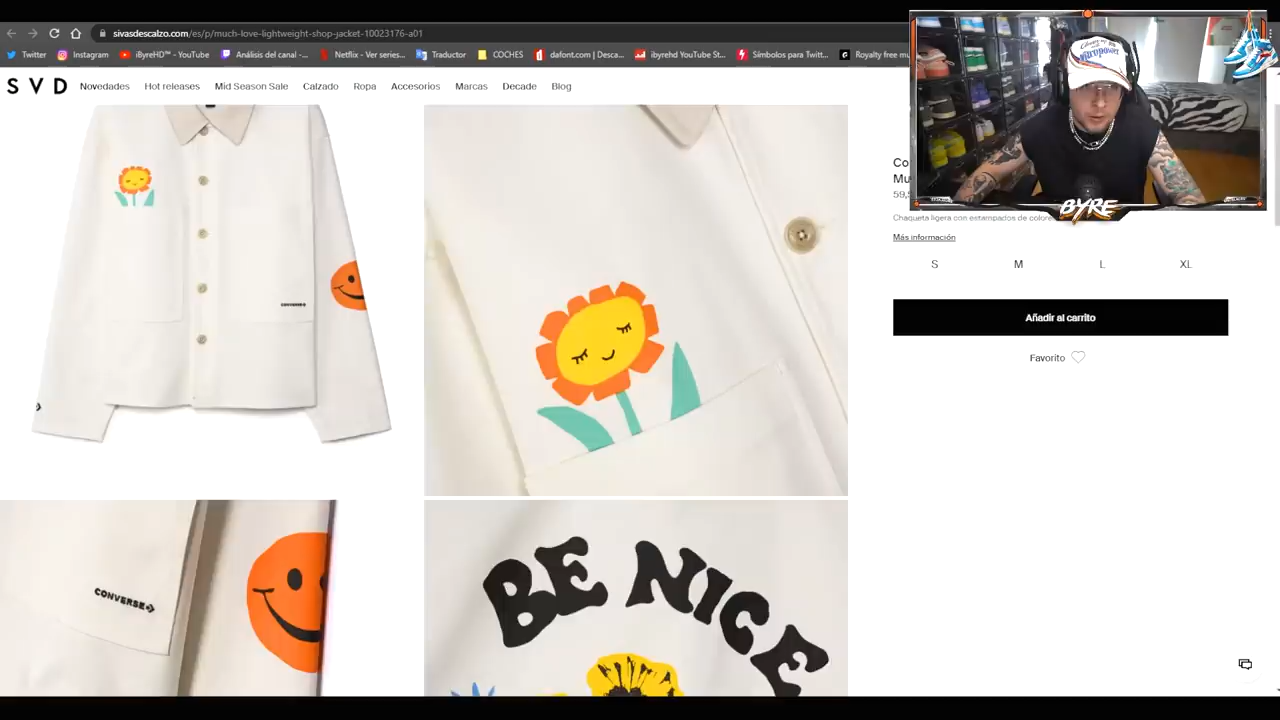 sivasdescalzo.com/es/p/much-love-lightweight-shop-jacket-10023176-a01
Twitter
Instagram
iByreHD™ - YouTube
Análisis del canal -...
Netflix - Ver series...
Traductor
COCHES
dafont.com | Desca...
ibyrehd YouTube St...
Símbolos para Twitt...
Royalty free mu
SVD
Novedades
Hot releases
Mid Season Sale
Calzado
Ropa
Accesorios
Marcas
Decade
Blog
BYRE
Chaqueta ligera con estampados de
Más información
S
M
L
XL
Añadir al carrito
Favorito
CONVERSE
CONVERSE
BE NICE